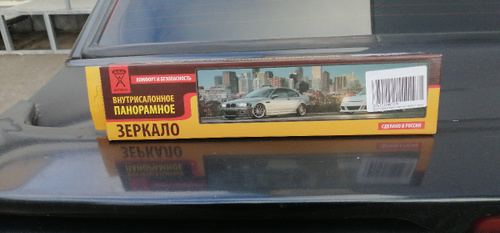 КОМФОРТ И БЕЗОПАСНОСТЬ
ВНУТРИСАЛОННОЕ
ПАНОРАМНОЕ
ЗЕРКАЛО
СДЕЛАНО В РОССИИ